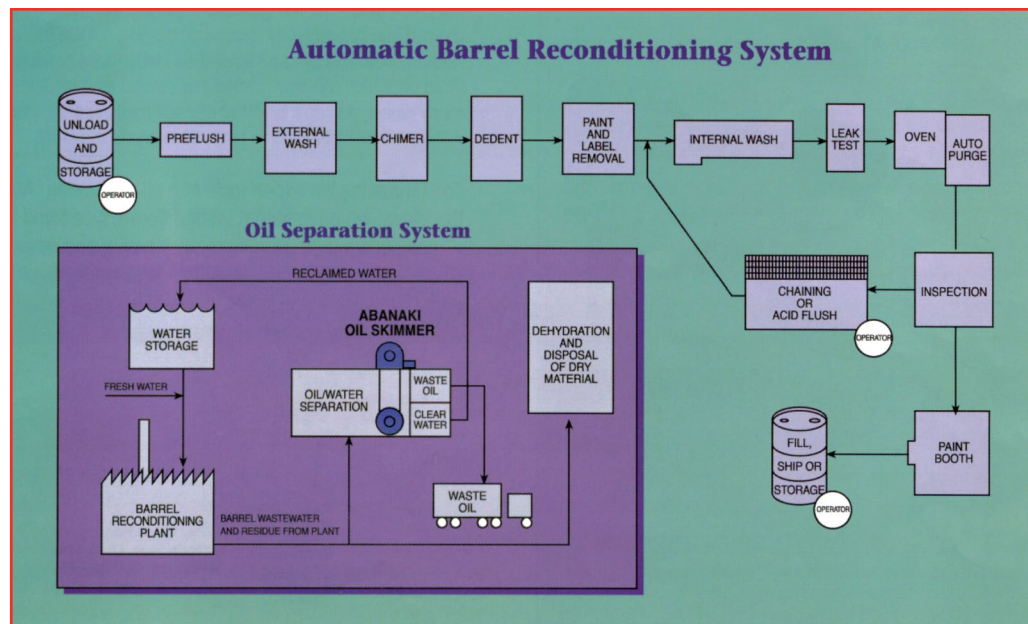 Automatic Barrel Reconditioning System
UNLOAD
AND
STORAGE
OPERATOR
PREFLUSH
EXTERNAL
WASH
CHIMER
DEDENT
PAINT
AND
LABEL
REMOVAL
INTERNAL WASH
LEAK
TEST
OVEN
AUTO
PURGE
INSPECTION
CHAINING
OR
ACID FLUSH
OPERATOR
PAINT
BOOTH
FILL,
SHIP OR
STORAGE
OPERATOR
Oil Separation System
RECLAIMED WATER
WATER
STORAGE
FRESH WATER
ABANAKI
OIL SKIMMER
OIL/WATER
SEPARATION
WASTE
OIL
CLEAR
WATER
DEHYDRATION
AND
DISPOSAL
OF DRY
MATERIAL
BARREL
RECONDITIONING
PLANT
BARREL WASTEWATER
AND RESIDUE FROM PLANT
WASTE
OIL